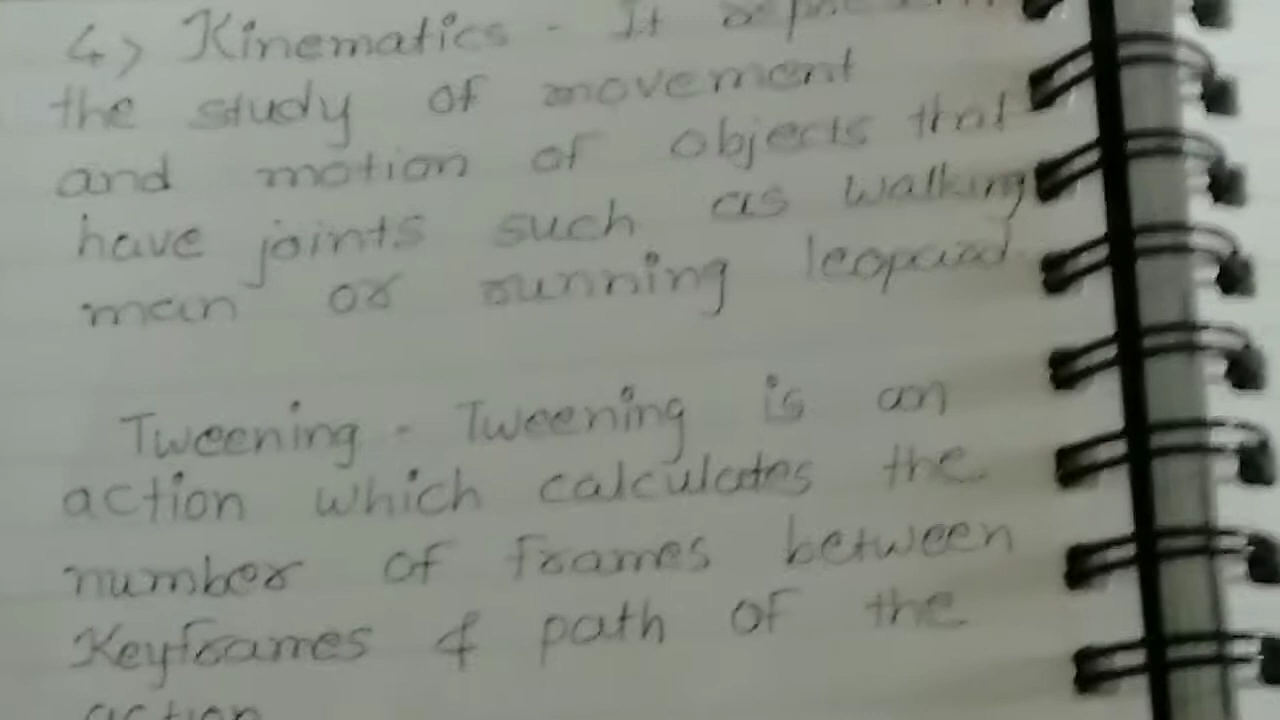 4) Kinematics - It
the study of movement
and motion of objects that
have joints such as walking
man or running leopard
Tweening - Tweening is an
action which calculates the
number of frames between
Keyframes & path of the
action